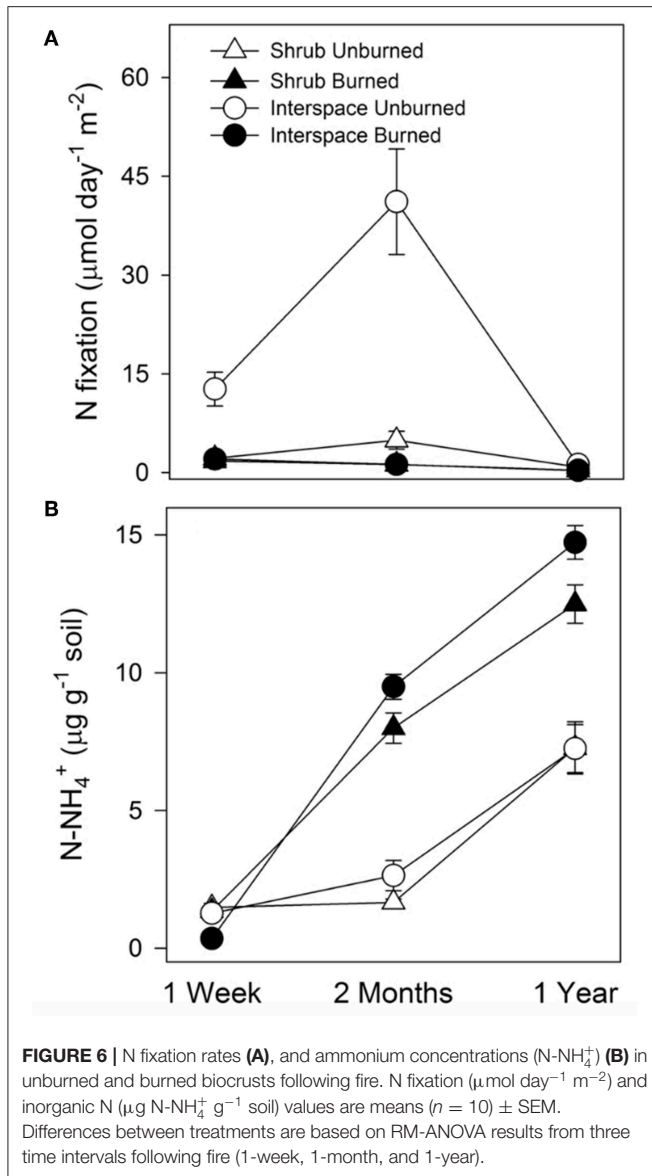 A
Shrub Unburned
Shrub Burned
Interspace Unburned
Interspace Burned
60
45
30
15
0
N fixation (μmol day⁻¹ m⁻²)
B
15
10
5
0
N-NH₄⁺ (μg g⁻¹ soil)
1 Week 2 Months 1 Year
FIGURE 6 | N fixation rates (A), and ammonium concentrations (N-NH₄⁺) (B) in
unburned and burned biocrusts following fire. N fixation (μmol day⁻¹ m⁻²) and
inorganic N (μg N-NH₄⁺ g⁻¹ soil) values are means (n = 10) ± SEM.
Differences between treatments are based on RM-ANOVA results from three
time intervals following fire (1-week, 1-month, and 1-year).